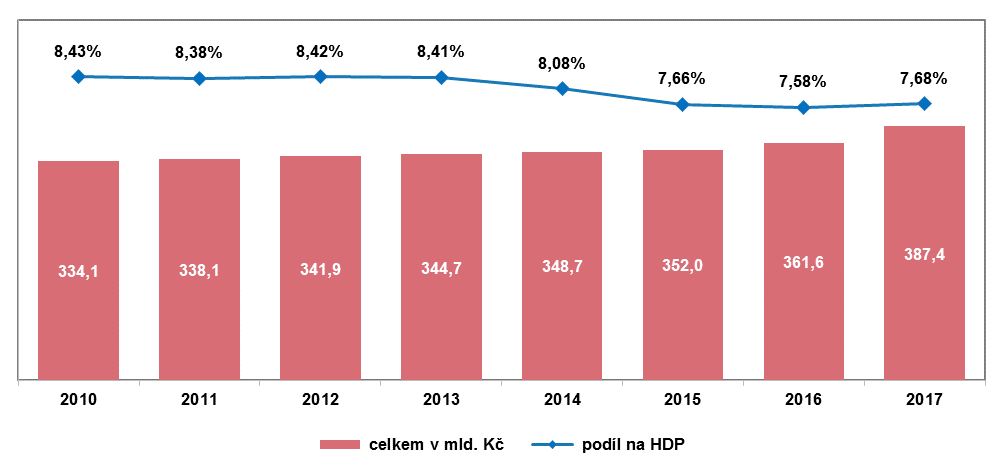 8,43% 8,38% 8,42% 8,41% 8,08% 7,66% 7,58% 7,68%
334,1 338,1 341,9 344,7 348,7 352,0 361,6 387,4
2010 2011 2012 2013 2014 2015 2016 2017
celkem v mld. Kč podíl na HDP